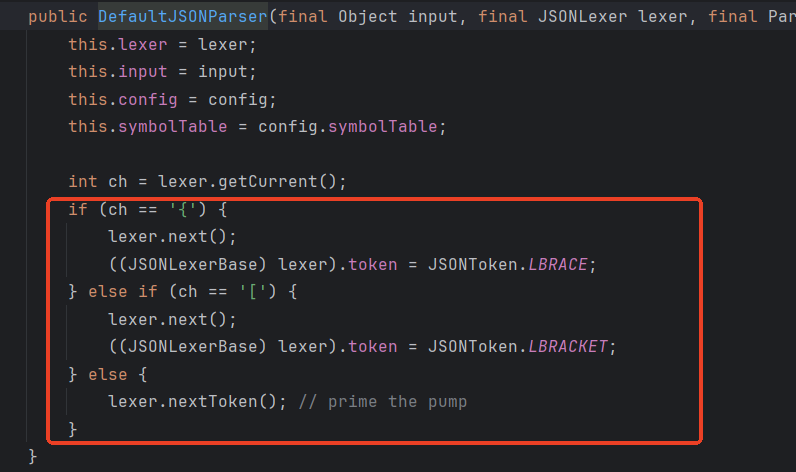 public DefaultJSONParser(final Object input, final JSONLexer lexer, final Par
this.lexer = lexer;
this.input = input;
this.config = config;
this.symbolTable = config.symbolTable;
int ch = lexer.getCurrent();
if (ch == '{') {
lexer.next();
((JSONLexerBase) lexer).token = JSONToken.LBRACE;
} else if (ch == '[') {
lexer.next();
((JSONLexerBase) lexer).token = JSONToken.LBRACKET;
} else {
lexer.nextToken(); // prime the pump
}
}